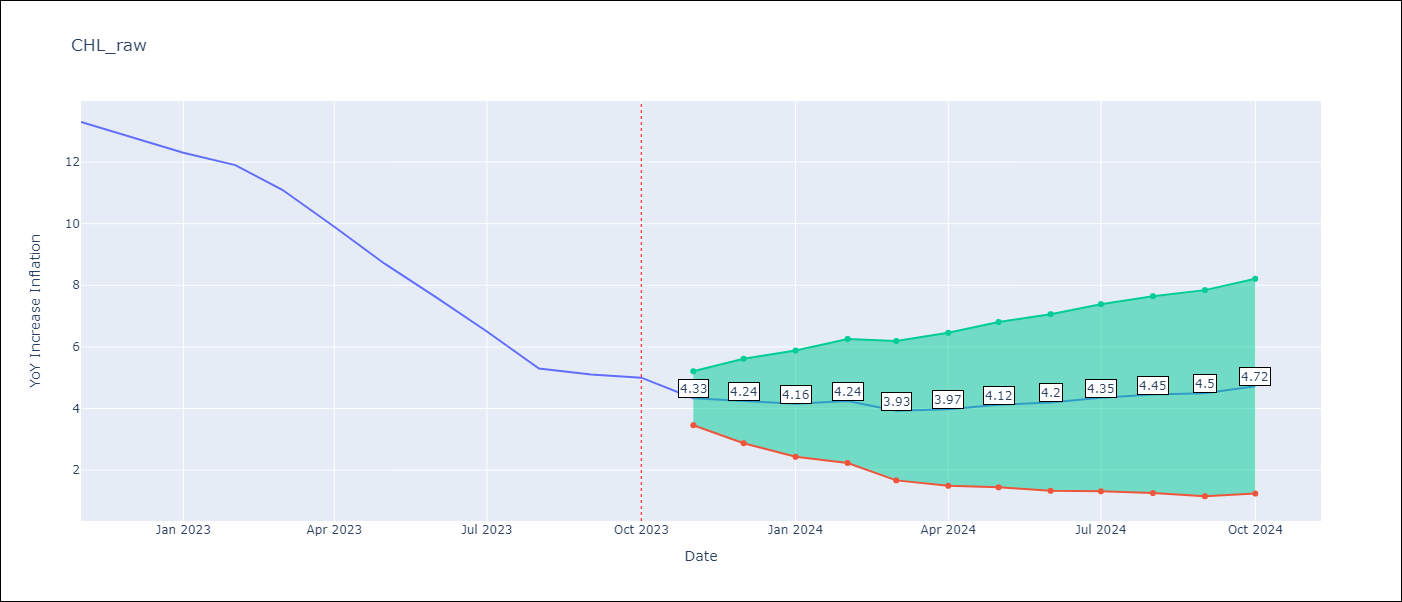 CHL_raw
YoY Increase Inflation
12
10
8
6
4
2
4.33
4.24
4.16
4.24
3.93
3.97
4.12
4.2
4.35
4.45
4.5
4.72
Jan 2023
Apr 2023
Jul 2023
Oct 2023
Jan 2024
Apr 2024
Jul 2024
Oct 2024
Date